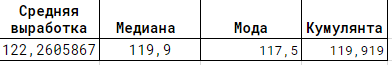 Средняя
выработка Медиана Мода Кумулянта
122,2605867 119,9 117,5 119,919